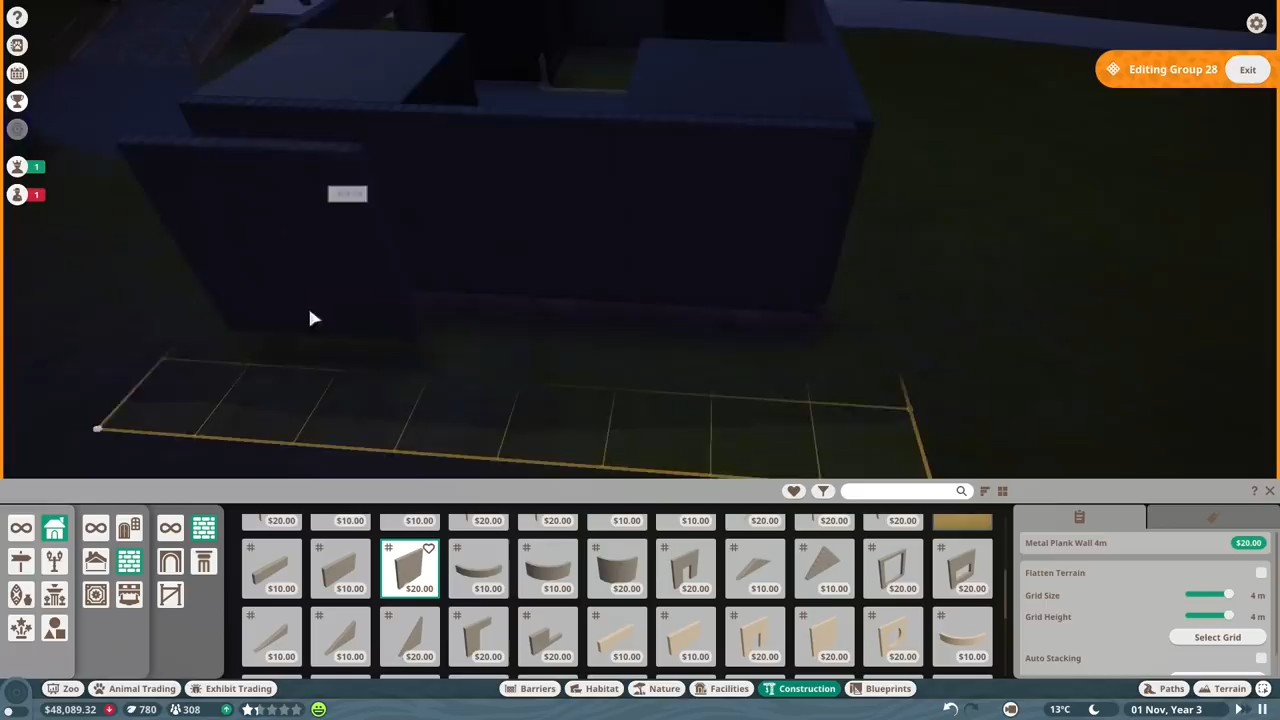 ?
Editing Group 28 Exit
1
1
?
$20.00 $10.00 $10.00 $20.00 $20.00 $10.00 $10.00 $20.00 $20.00 $20.00
$10.00 $10.00 $20.00 $10.00 $10.00 $20.00 $20.00 $10.00 $10.00 $20.00 $20.00
$10.00 $10.00 $20.00 $20.00 $20.00 $10.00 $10.00 $20.00 $20.00 $20.00 $10.00
Metal Plank Wall 4m $20.00
Flatten Terrain
Grid Size 4 m
Grid Height 4 m
Select Grid
Auto Stacking
Zoo Animal Trading Exhibit Trading Barriers Habitat Nature Facilities Construction Blueprints Paths Terrain
$48,089.32 780 308 13°C 01 Nov, Year 3